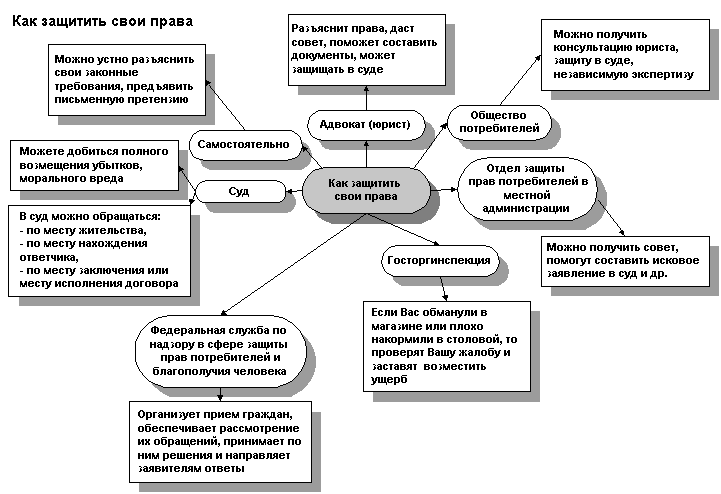 Как защитить свои права
Разъяснит права, даст
совет, поможет составить
документы, может
защищать в суде
Можно получить
консультацию юриста,
защиту в суде,
независимую экспертизу
Можно устно разъяснить
свои законные
требования, предъявить
письменную претензию
Адвокат (юрист)
Общество
потребителей
Самостоятельно
Можете добиться полного
возмещения убытков,
морального вреда
Суд
Как защитить
свои права
Отдел защиты
прав потребителей в
местной
администрации
В суд можно обращаться:
- по месту жительства,
- по месту нахождения
ответчика,
- по месту заключения или
месту исполнения договора
Госторгинспекция
Можно получить совет,
помогут составить исковое
заявление в суд и др.
Федеральная служба по
надзору в сфере защиты
прав потребителей и
благополучия человека
Если Вас обманули в
магазине или плохо
накормили в столовой, то
проверят Вашу жалобу и
заставят возместить
ущерб
Организует прием граждан,
обеспечивает рассмотрение
их обращений, принимает по
ним решения и направляет
заявителям ответы